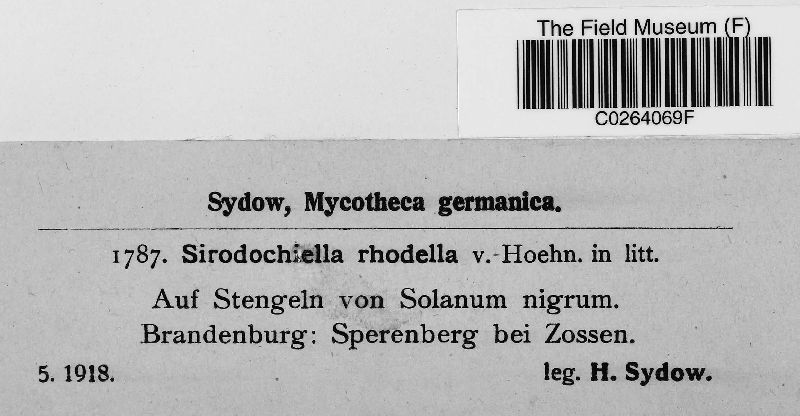 The Field Museum (F)
C0264069F
Sydow, Mycotheca germanica.
1787. Sirodochiella rhodella v.-Hoehn. in litt.
Auf Stengeln von Solanum nigrum.
Brandenburg: Sperenberg bei Zossen.
5. 1918. leg. H. Sydow.